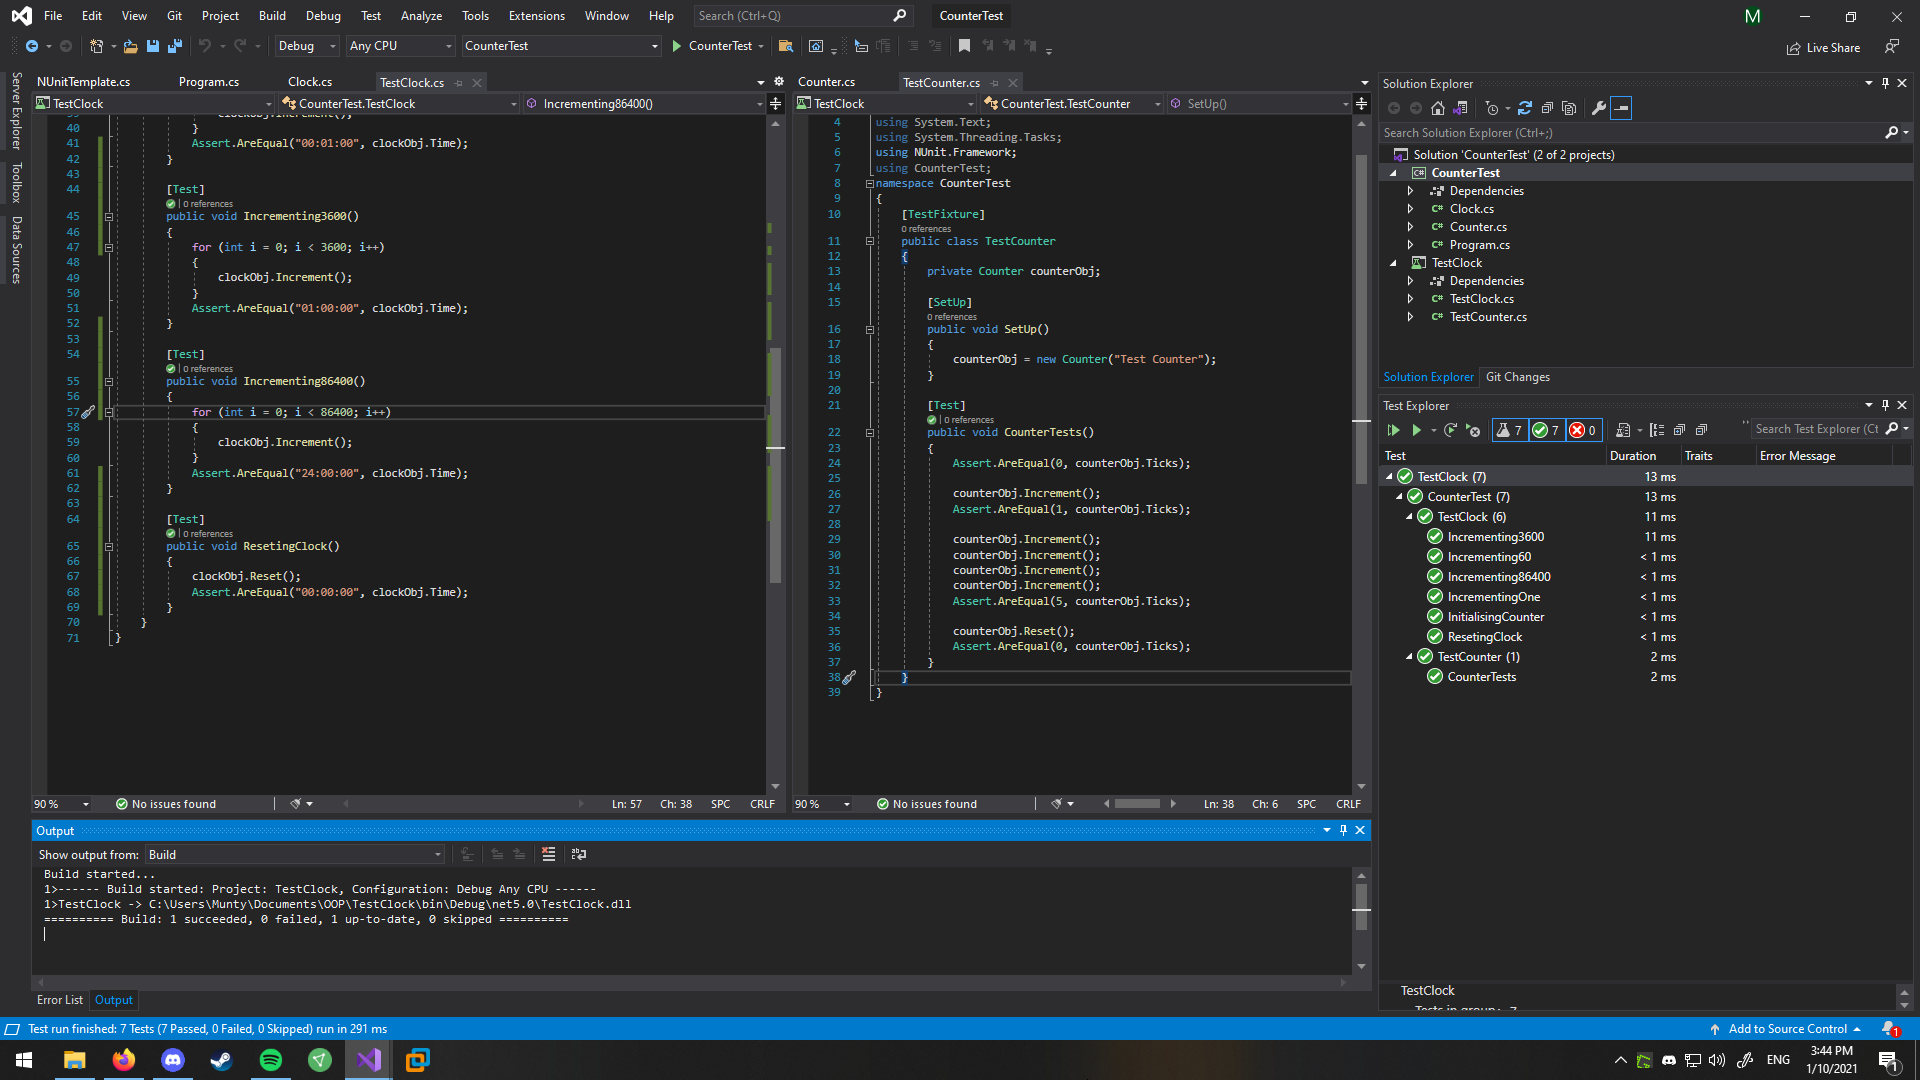 File Edit View Git Project Build Debug Test Analyze Tools Extensions Window Help Search (Ctrl+Q) CounterTest M
Debug Any CPU CounterTest CounterTest Live Share
Server Explorer
Toolbox
Data Sources
NUnitTemplate.cs Program.cs Clock.cs TestClock.cs
TestClock CounterTest.TestClock Incrementing86400()
39 clockObj.Increment();
40 }
41 Assert.AreEqual("00:01:00", clockObj.Time);
42 }
43
44 [Test]
0 references
45 public void Incrementing3600()
46 {
47 for (int i = 0; i < 3600; i++)
48 {
49 clockObj.Increment();
50 }
51 Assert.AreEqual("01:00:00", clockObj.Time);
52 }
53
54 [Test]
0 references
55 public void Incrementing86400()
56 {
57 for (int i = 0; i < 86400; i++)
58 {
59 clockObj.Increment();
60 }
61 Assert.AreEqual("24:00:00", clockObj.Time);
62 }
63
64 [Test]
0 references
65 public void ResetingClock()
66 {
67 clockObj.Reset();
68 Assert.AreEqual("00:00:00", clockObj.Time);
69 }
70 }
71 }
90 % No issues found Ln: 57 Ch: 38 SPC CRLF
Counter.cs TestCounter.cs
TestClock CounterTest.TestCounter SetUp()
4 using System.Text;
5 using System.Threading.Tasks;
6 using NUnit.Framework;
7 using CounterTest;
8 namespace CounterTest
9 {
10 [TestFixture]
0 references
11 public class TestCounter
12 {
13 private Counter counterObj;
14
15 [SetUp]
0 references
16 public void SetUp()
17 {
18 counterObj = new Counter("Test Counter");
19 }
20
21 [Test]
0 references
22 public void CounterTests()
23 {
24 Assert.AreEqual(0, counterObj.Ticks);
25
26 counterObj.Increment();
27 Assert.AreEqual(1, counterObj.Ticks);
28
29 counterObj.Increment();
30 counterObj.Increment();
31 counterObj.Increment();
32 counterObj.Increment();
33 Assert.AreEqual(5, counterObj.Ticks);
34
35 counterObj.Reset();
36 Assert.AreEqual(0, counterObj.Ticks);
37 }
38 }
39 }
90 % No issues found Ln: 38 Ch: 6 SPC CRLF
Solution Explorer
Search Solution Explorer (Ctrl+;)
Solution 'CounterTest' (2 of 2 projects)
C# CounterTest
Dependencies
C# Clock.cs
C# Counter.cs
C# Program.cs
TestClock
Dependencies
C# TestClock.cs
C# TestCounter.cs
Solution Explorer Git Changes
Test Explorer
7 7 0 Search Test Explorer (Ct
Test Duration Traits Error Message
TestClock (7) 13 ms
CounterTest (7) 13 ms
TestClock (6) 11 ms
Incrementing3600 11 ms
Incrementing60 < 1 ms
Incrementing86400 < 1 ms
IncrementingOne < 1 ms
InitialisingCounter < 1 ms
ResetingClock < 1 ms
TestCounter (1) 2 ms
CounterTests 2 ms
TestClock
Tests in group: 7
Output
Show output from: Build
Build started...
1>------ Build started: Project: TestClock, Configuration: Debug Any CPU ------
1>TestClock -> C:\Users\Munty\Documents\OOP\TestClock\bin\Debug\net5.0\TestClock.dll
========== Build: 1 succeeded, 0 failed, 1 up-to-date, 0 skipped ==========
Error List Output
Test run finished: 7 Tests (7 Passed, 0 Failed, 0 Skipped) run in 291 ms Add to Source Control 1
ENG 3:44 PM
1/10/2021 1